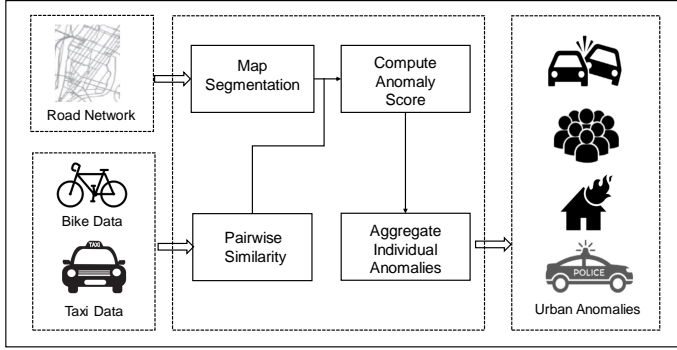 Road Network
Bike Data
TAXI
Taxi Data
Map
Segmentation
Pairwise
Similarity
Compute
Anomaly
Score
Aggregate
Individual
Anomalies
POLICE
Urban Anomalies